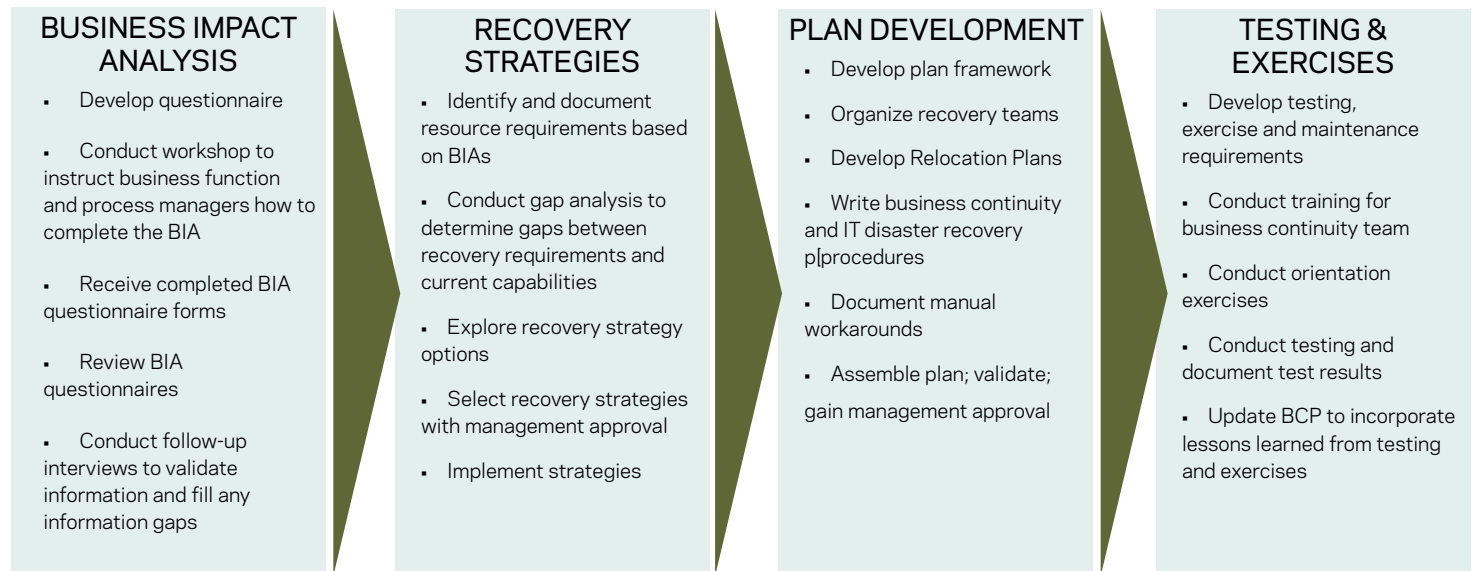 BUSINESS IMPACT
ANALYSIS
▪ Develop questionnaire
▪ Conduct workshop to
instruct business function
and process managers how to
complete the BIA
▪ Receive completed BIA
questionnaire forms
▪ Review BIA
questionnaires
▪ Conduct follow-up
interviews to validate
information and fill any
information gaps
RECOVERY
STRATEGIES
▪ Identify and document
resource requirements based
on BIAs
▪ Conduct gap analysis to
determine gaps between
recovery requirements and
current capabilities
▪ Explore recovery strategy
options
▪ Select recovery strategies
with management approval
▪ Implement strategies
PLAN DEVELOPMENT
▪ Develop plan framework
▪ Organize recovery teams
▪ Develop Relocation Plans
▪ Write business continuity
and IT disaster recovery
p[procedures
▪ Document manual
workarounds
▪ Assemble plan; validate;
gain management approval
TESTING &
EXERCISES
▪ Develop testing,
exercise and maintenance
requirements
▪ Conduct training for
business continuity team
▪ Conduct orientation
exercises
▪ Conduct testing and
document test results
▪ Update BCP to incorporate
lessons learned from testing
and exercises